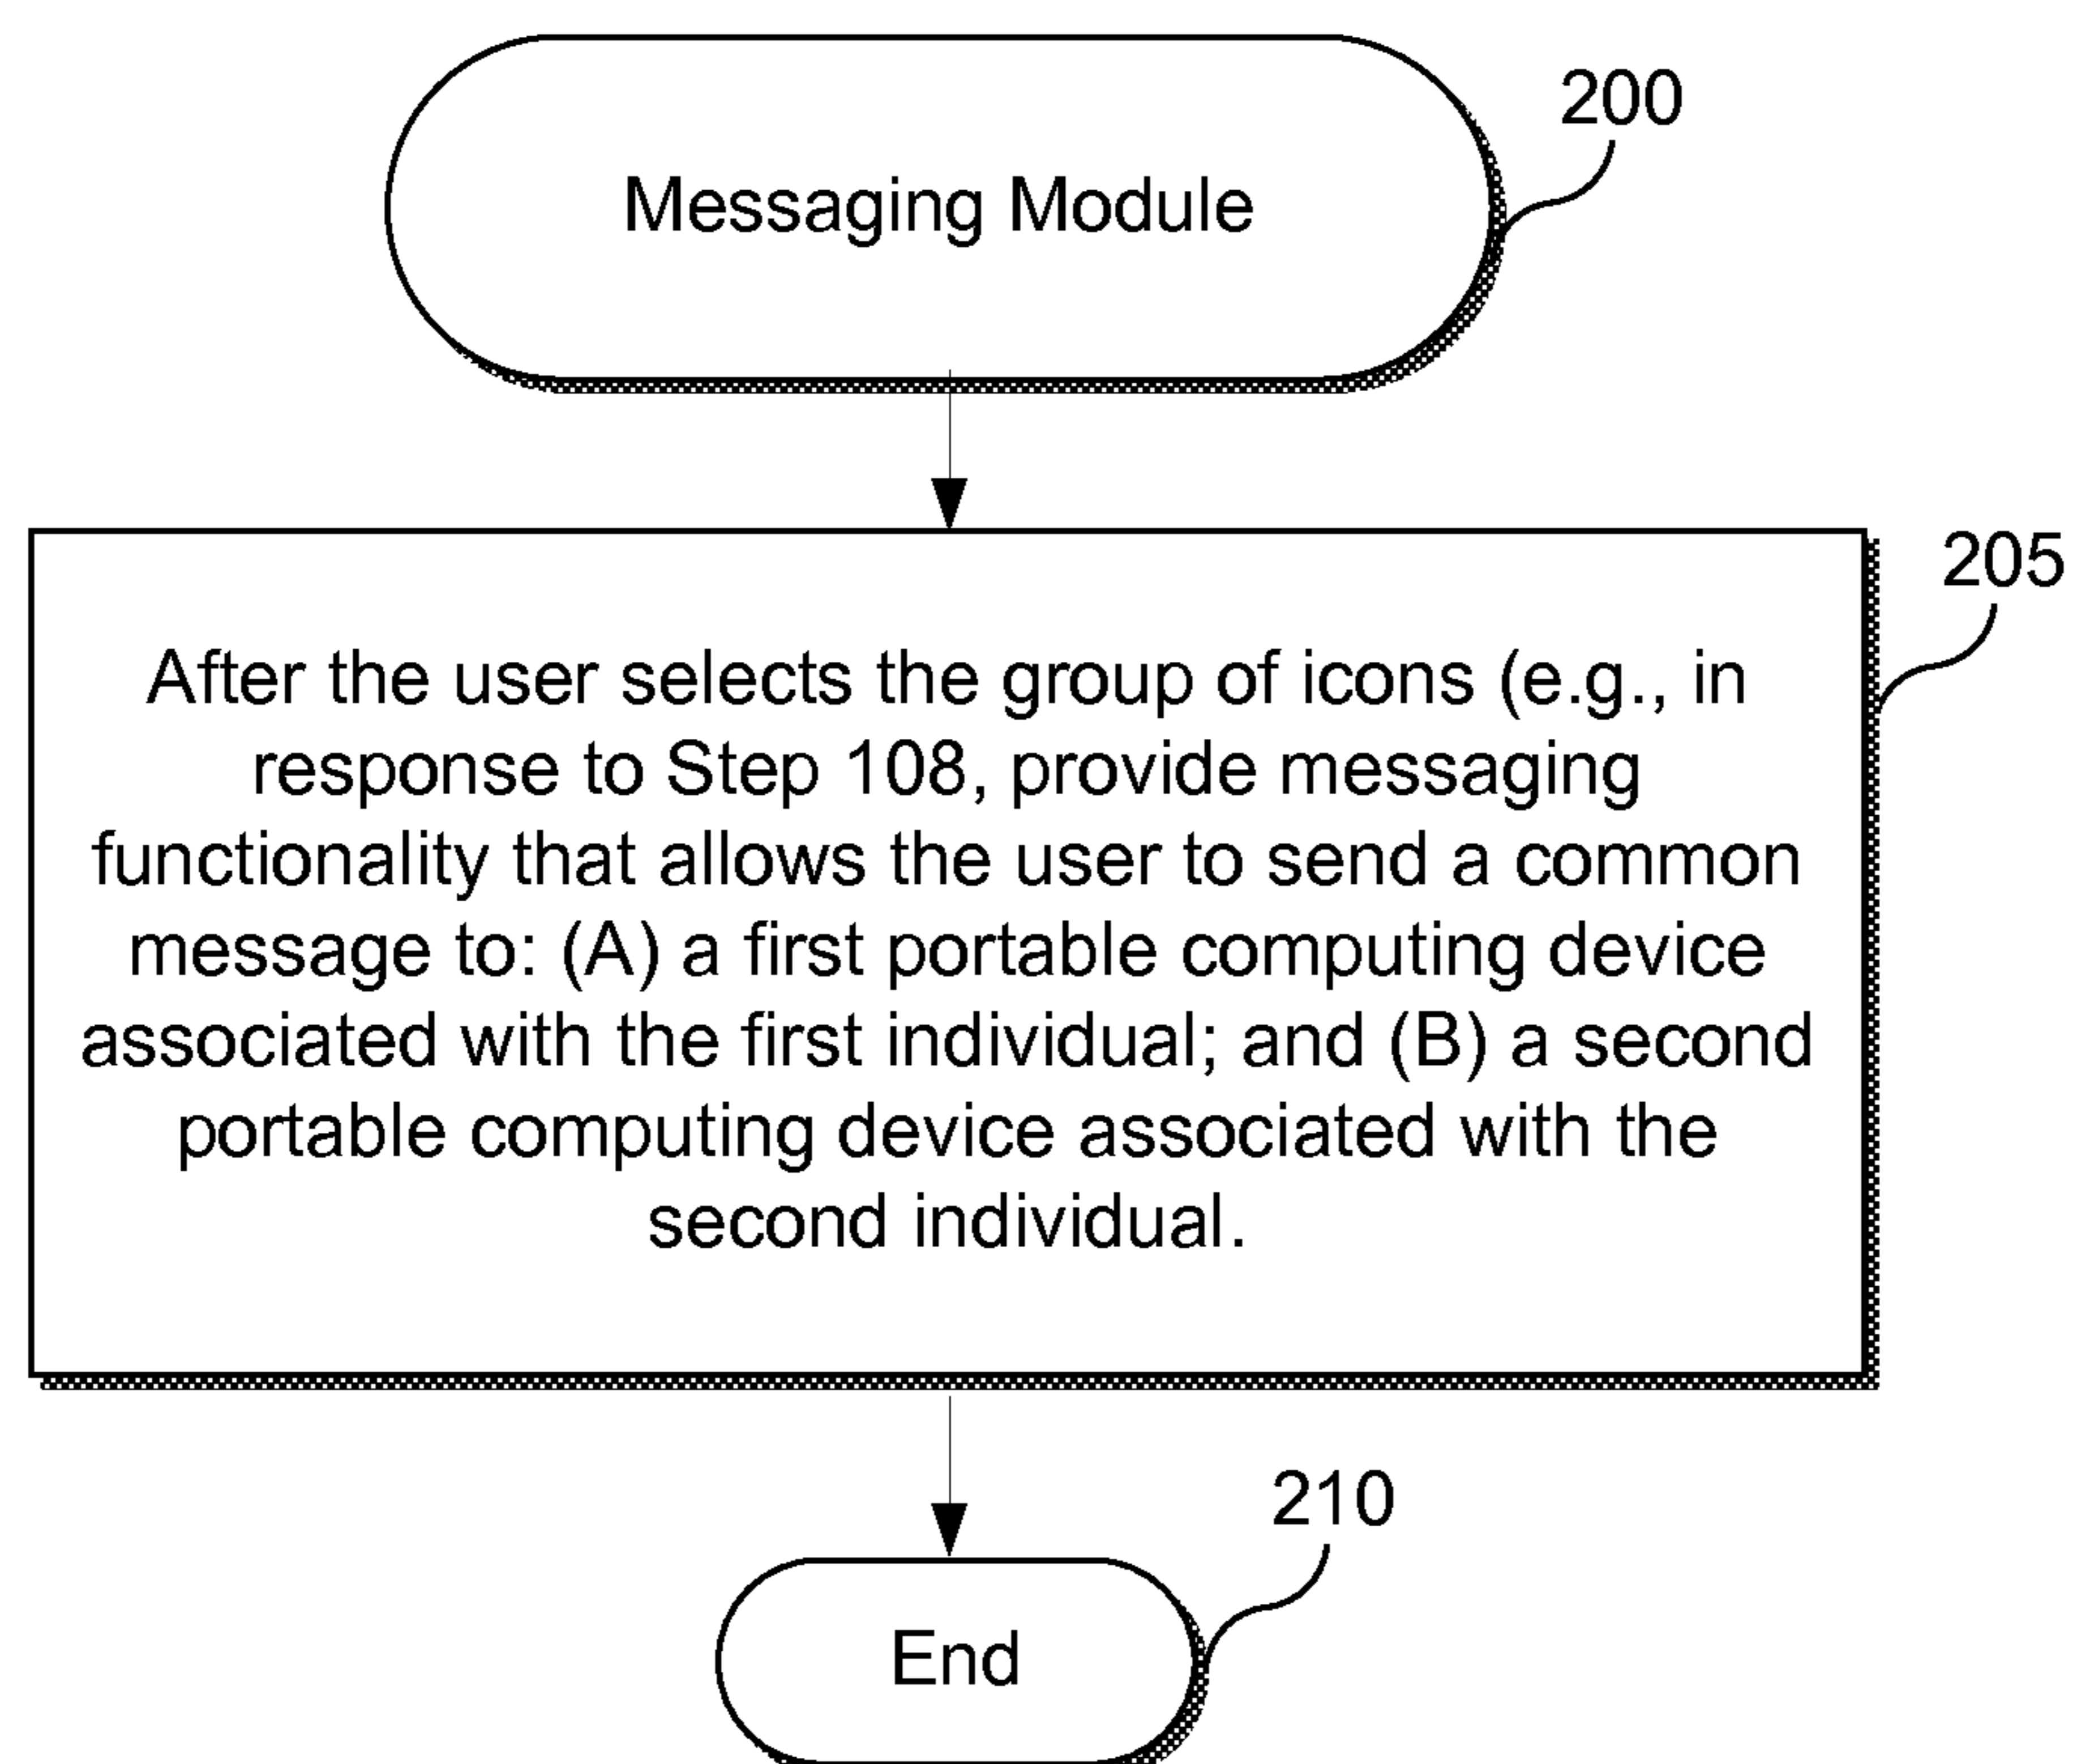 200
Messaging Module
205
After the user selects the group of icons (e.g., in
response to Step 108, provide messaging
functionality that allows the user to send a common
message to: (A) a first portable computing device
associated with the first individual; and (B) a second
portable computing device associated with the
second individual.
210
End